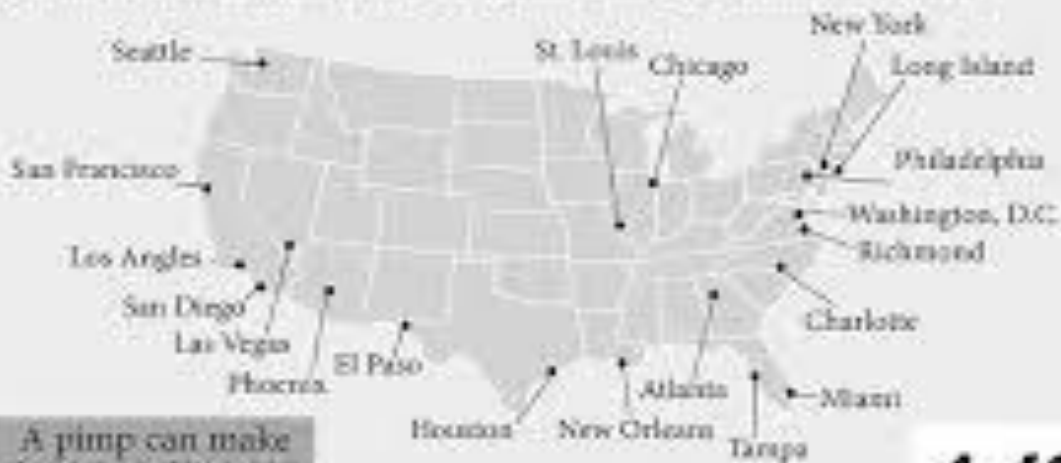 New York
Seattle
St. Louis
Chicago
Long Island
San Francisco
Philadelphia
Washington, D.C
Richmond
Los Angles
San Diego
Las Vegas
Charlotte
Phoenix
El Paso
Atlanta
Miami
Houston
New Orleans
Tampa
A pimp can make